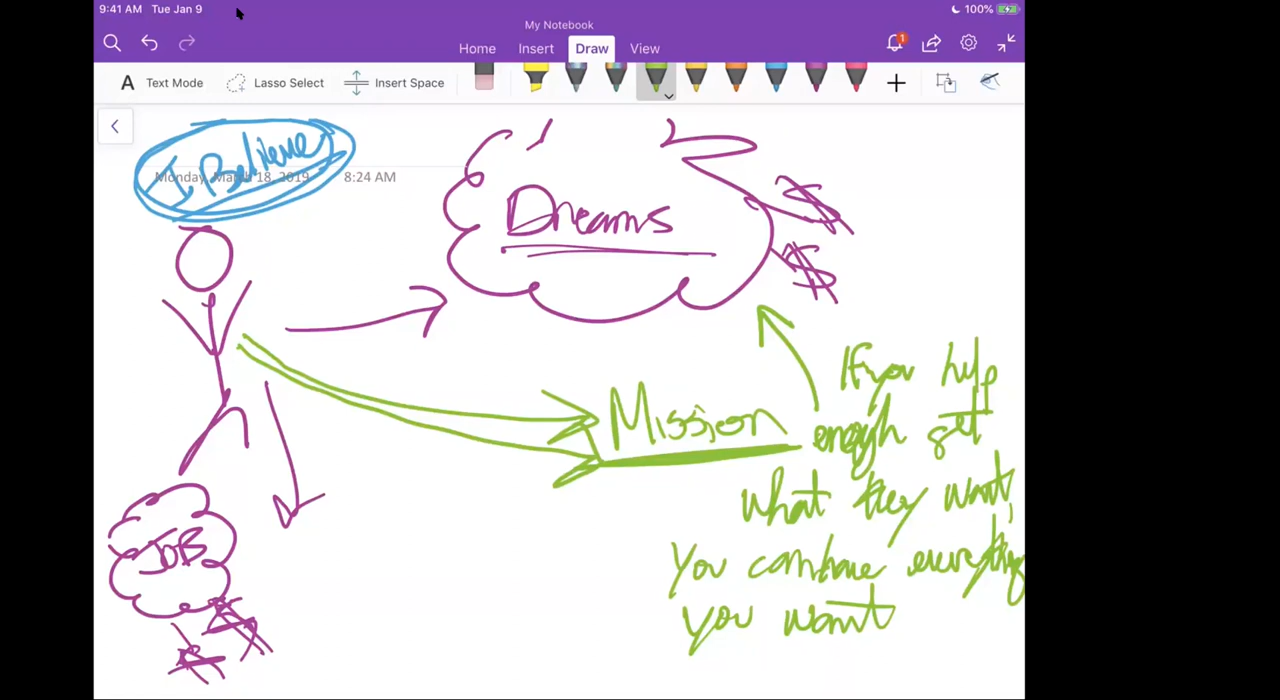 9:41 AM Tue Jan 9
100%
My Notebook
Home Insert Draw View
1
A Text Mode Lasso Select Insert Space
I Believe
Monday, March 18, 2019 8:24 AM
Dreams
$
$
If you help
Mission enough get
what they want,
JOB
You can have everything
you want